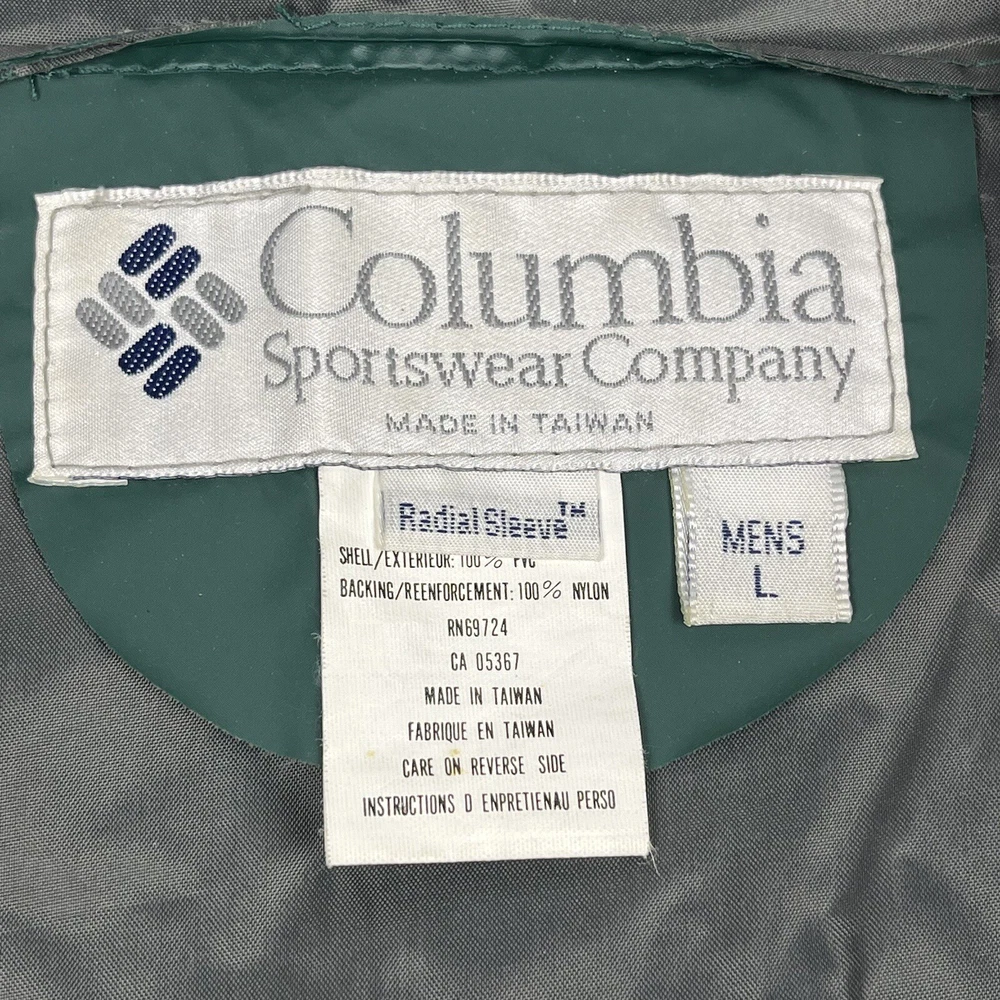 Columbia
Sportswear Company
MADE IN TAIWAN
Radial Sleeve™
MENS
L
SHELL/EXTERIEUR: 100% PVC
BACKING/REENFORCEMENT: 100% NYLON
RN69724
CA 05367
MADE IN TAIWAN
FABRIQUE EN TAIWAN
CARE ON REVERSE SIDE
INSTRUCTIONS D ENPRETIENAU PERSO